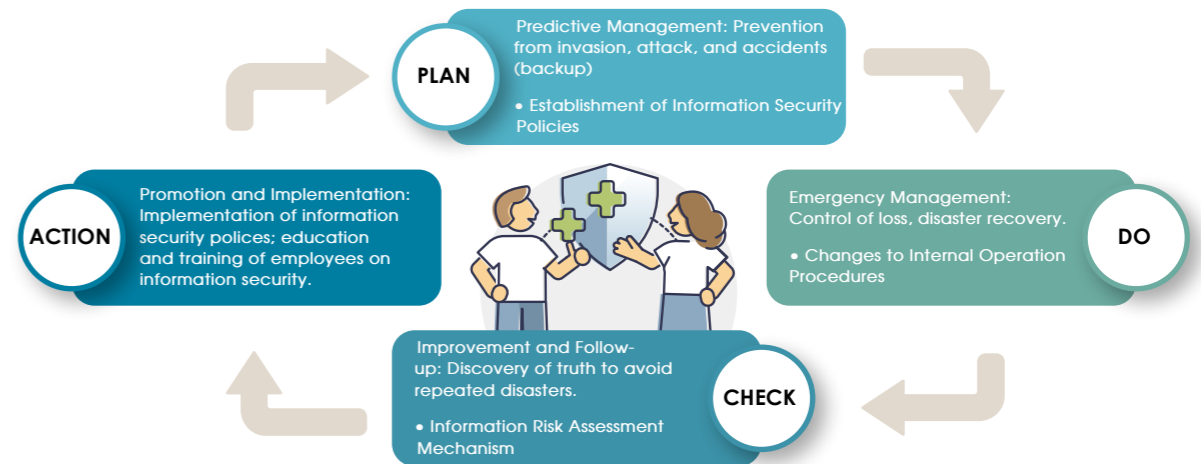 PLAN
Predictive Management: Prevention
from invasion, attack, and accidents
(backup)
• Establishment of Information Security
Policies
Emergency Management:
Control of loss, disaster recovery.
• Changes to Internal Operation
Procedures
DO
Improvement and Follow-
up: Discovery of truth to avoid
repeated disasters.
• Information Risk Assessment
Mechanism
CHECK
ACTION
Promotion and Implementation:
Implementation of information
security polices; education
and training of employees on
information security.